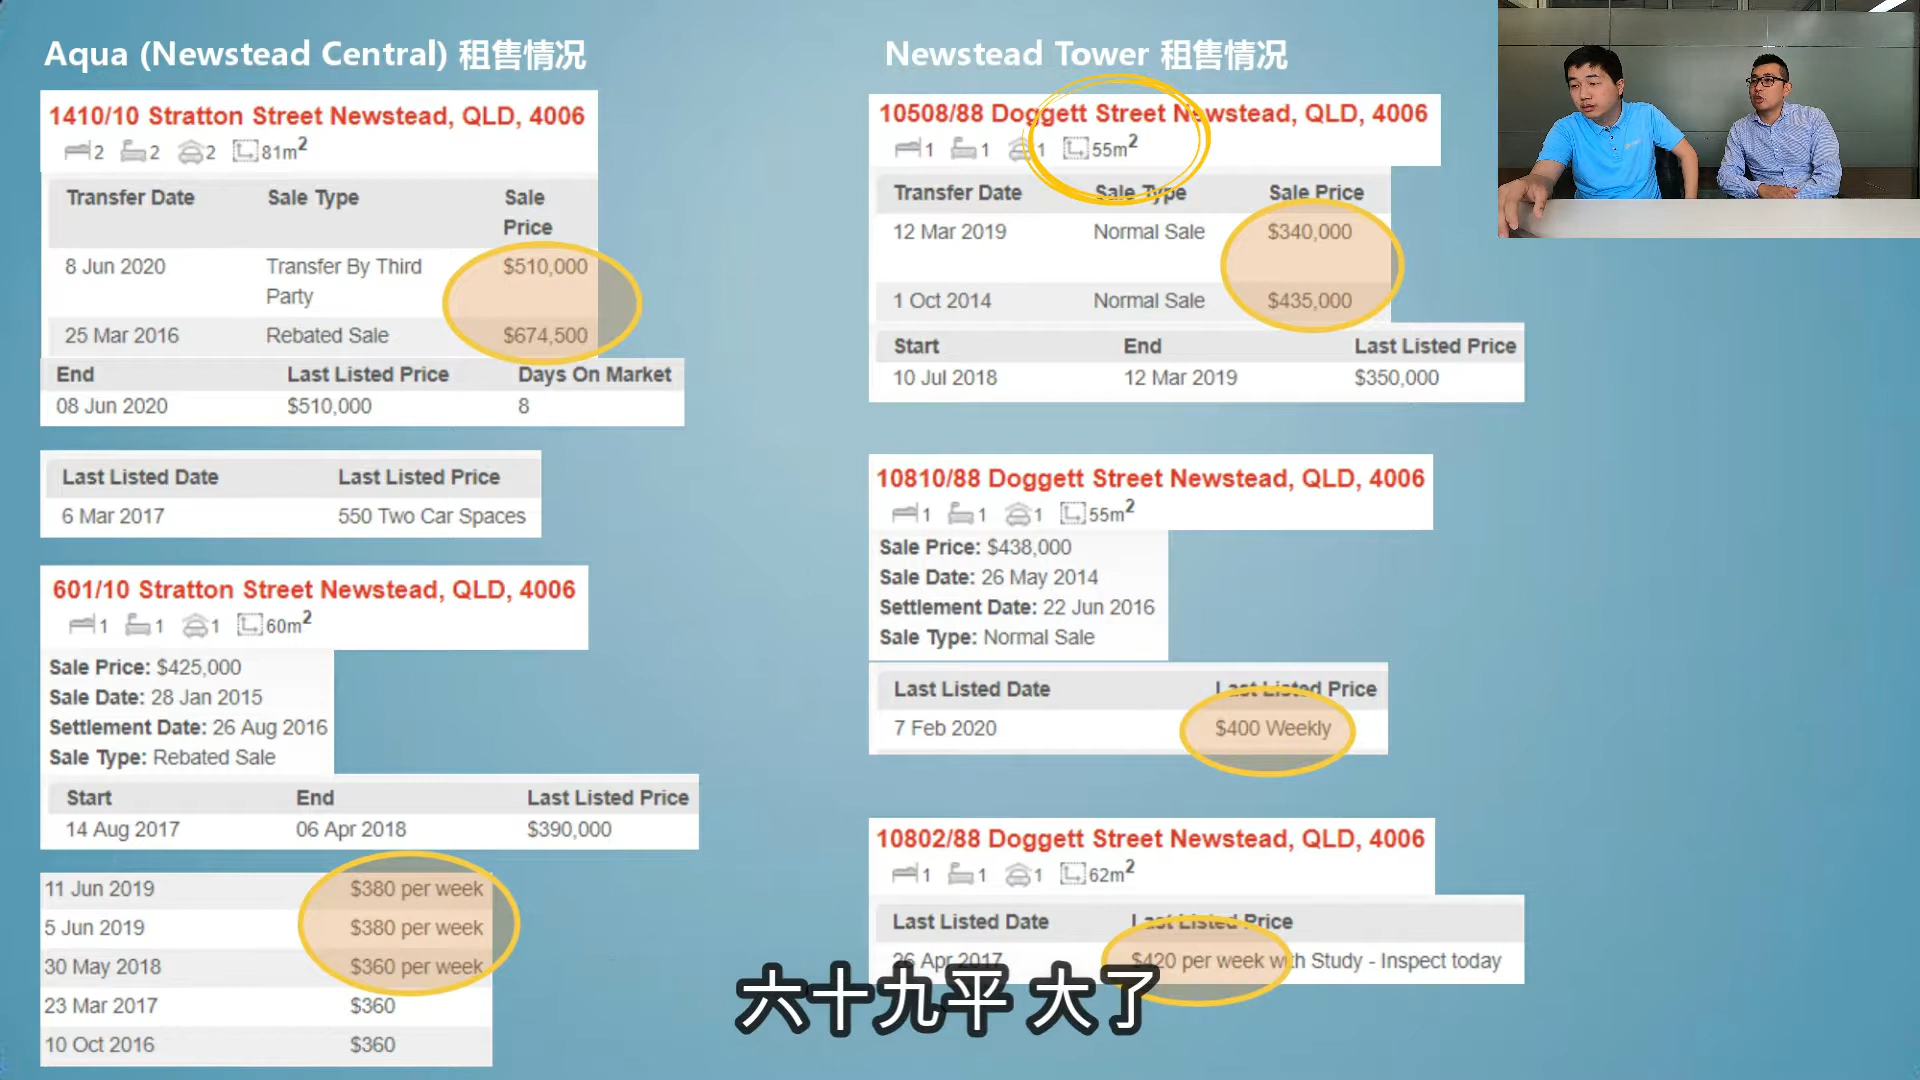 Aqua (Newstead Central) 租售情况
1410/10 Stratton Street Newstead, QLD, 4006
2 2 2 81m²
Transfer Date Sale Type Sale Price
8 Jun 2020 Transfer By Third Party $510,000
25 Mar 2016 Rebated Sale $674,500
End Last Listed Price Days On Market
08 Jun 2020 $510,000 8
Last Listed Date Last Listed Price
6 Mar 2017 550 Two Car Spaces
601/10 Stratton Street Newstead, QLD, 4006
1 1 1 60m²
Sale Price: $425,000
Sale Date: 28 Jan 2015
Settlement Date: 26 Aug 2016
Sale Type: Rebated Sale
Start End Last Listed Price
14 Aug 2017 06 Apr 2018 $390,000
11 Jun 2019 $380 per week
5 Jun 2019 $380 per week
30 May 2018 $360 per week
23 Mar 2017 $360
10 Oct 2016 $360
Newstead Tower 租售情况
10508/88 Doggett Street Newstead, QLD, 4006
1 1 1 55m²
Transfer Date Sale Type Sale Price
12 Mar 2019 Normal Sale $340,000
1 Oct 2014 Normal Sale $435,000
Start End Last Listed Price
10 Jul 2018 12 Mar 2019 $350,000
10810/88 Doggett Street Newstead, QLD, 4006
1 1 1 55m²
Sale Price: $438,000
Sale Date: 26 May 2014
Settlement Date: 22 Jun 2016
Sale Type: Normal Sale
Last Listed Date Last Listed Price
7 Feb 2020 $400 Weekly
10802/88 Doggett Street Newstead, QLD, 4006
1 1 1 62m²
Last Listed Date Last Listed Price
26 Apr 2017 $420 per week with Study - Inspect today
六十九平 大了